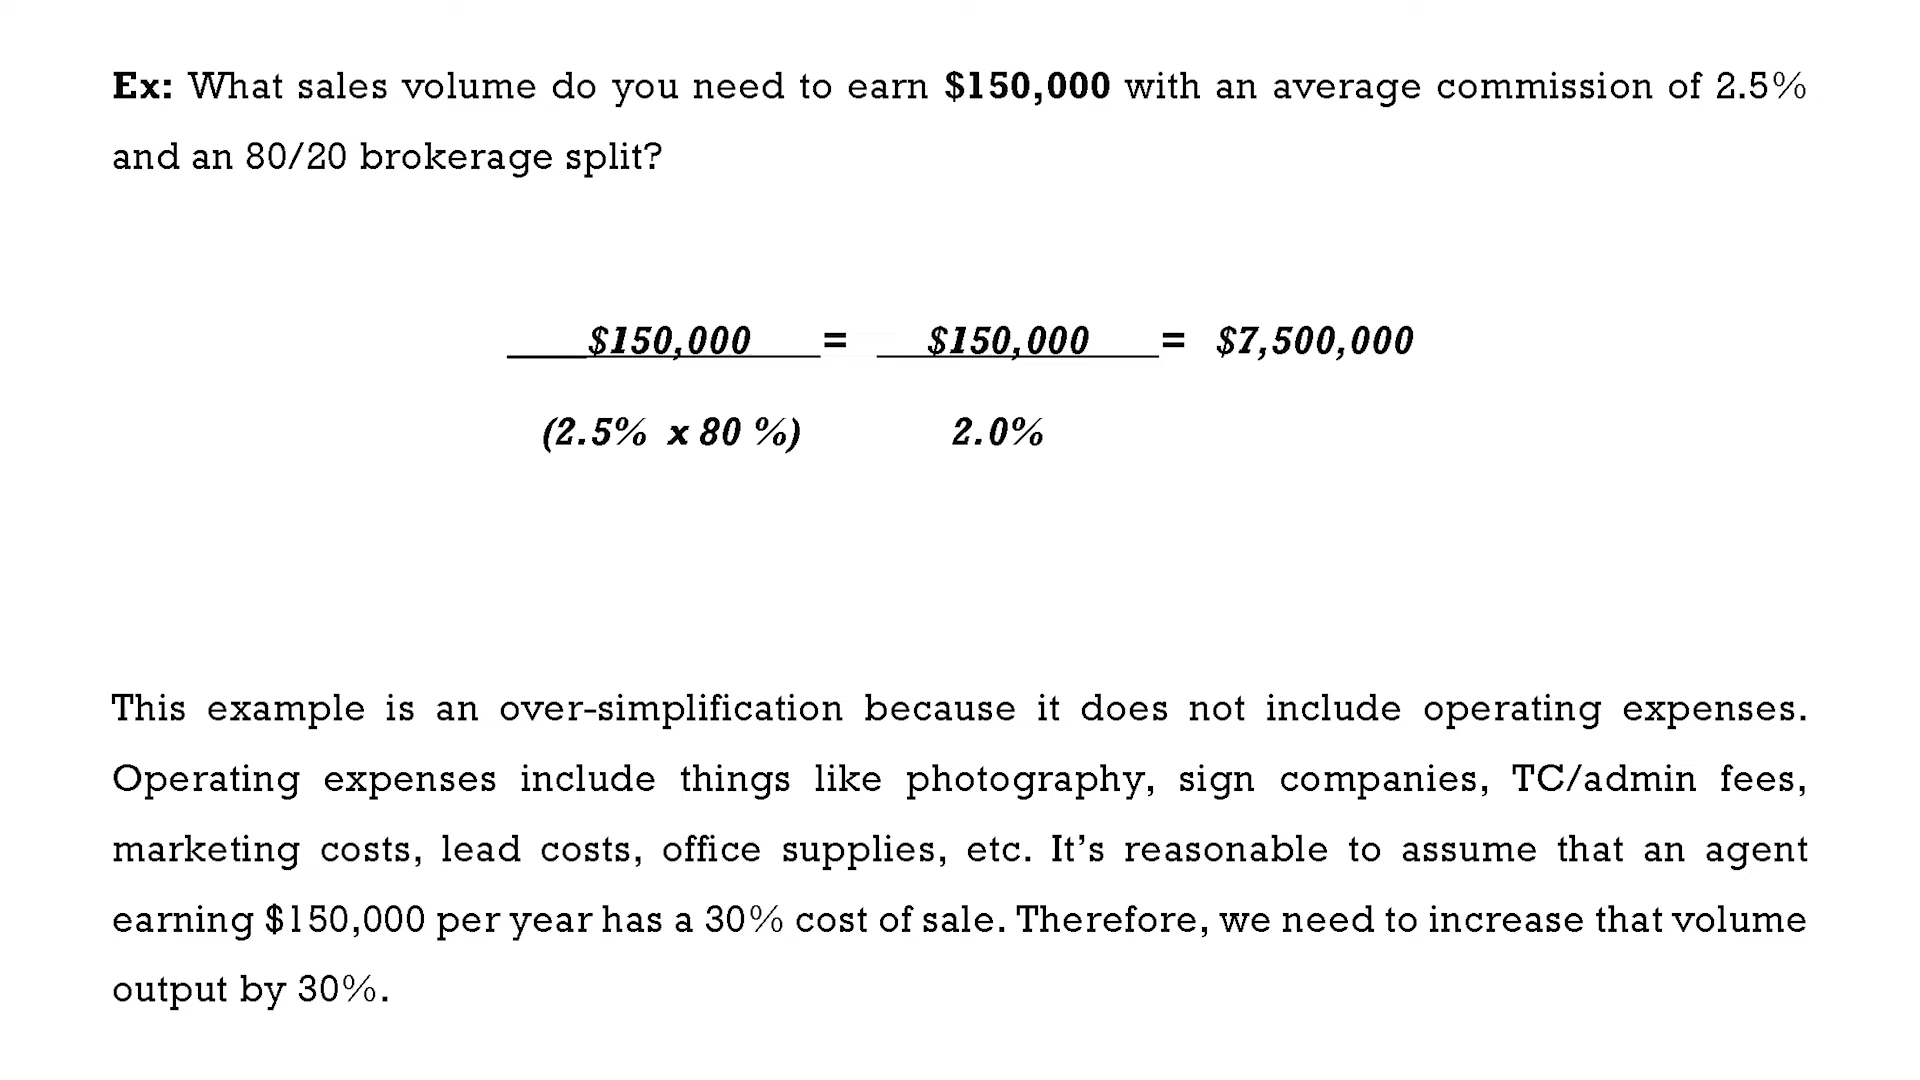 Ex: What sales volume do you need to earn $150,000 with an average commission of 2.5%
and an 80/20 brokerage split?
$150,000 = $150,000 = $7,500,000
(2.5% x 80 %) 2.0%
This example is an over-simplification because it does not include operating expenses.
Operating expenses include things like photography, sign companies, TC/admin fees,
marketing costs, lead costs, office supplies, etc. It’s reasonable to assume that an agent
earning $150,000 per year has a 30% cost of sale. Therefore, we need to increase that volume
output by 30%.